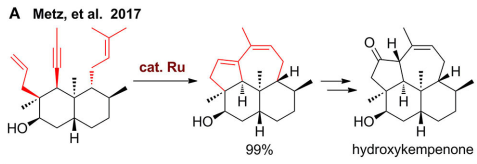 A Metz, et al. 2017
cat. Ru
O
H
H
H
H
H
HO
H
HO
H
HO
H
99%
hydroxykempenone